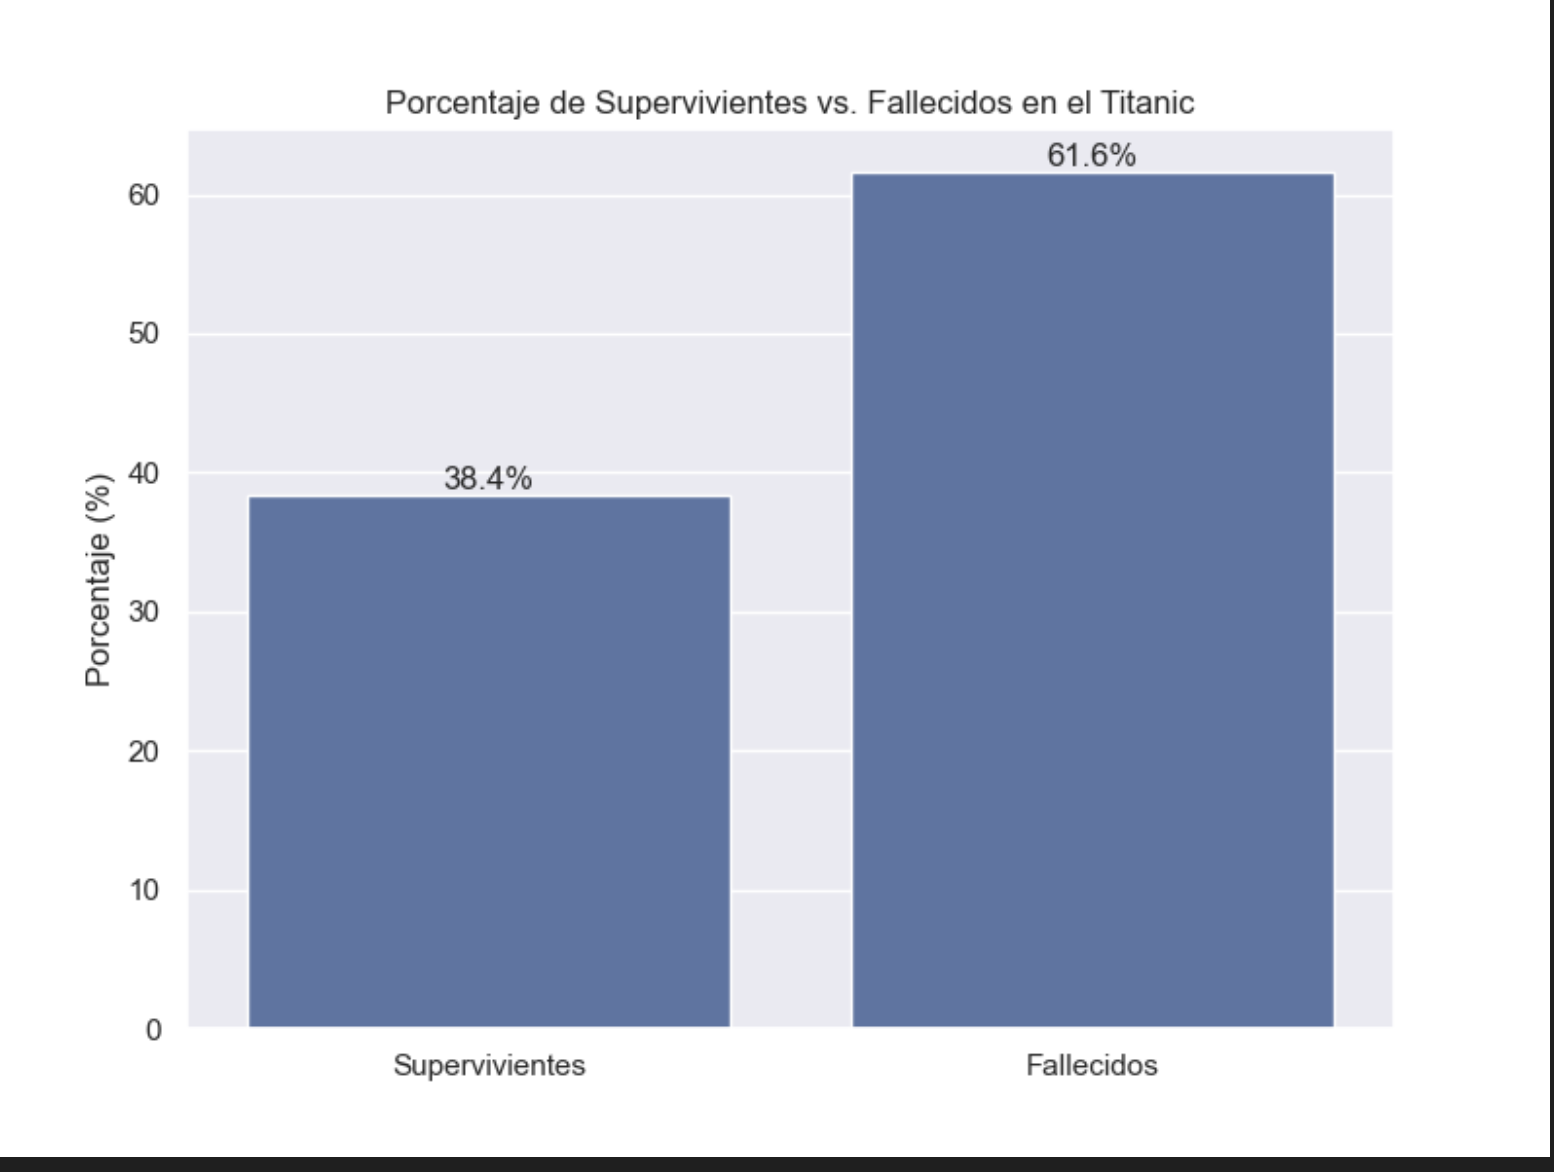 Porcentaje de Supervivientes vs. Fallecidos en el Titanic
61.6%
60
50
40
38.4%
Porcentaje (%)
30
20
10
0
Supervivientes
Fallecidos